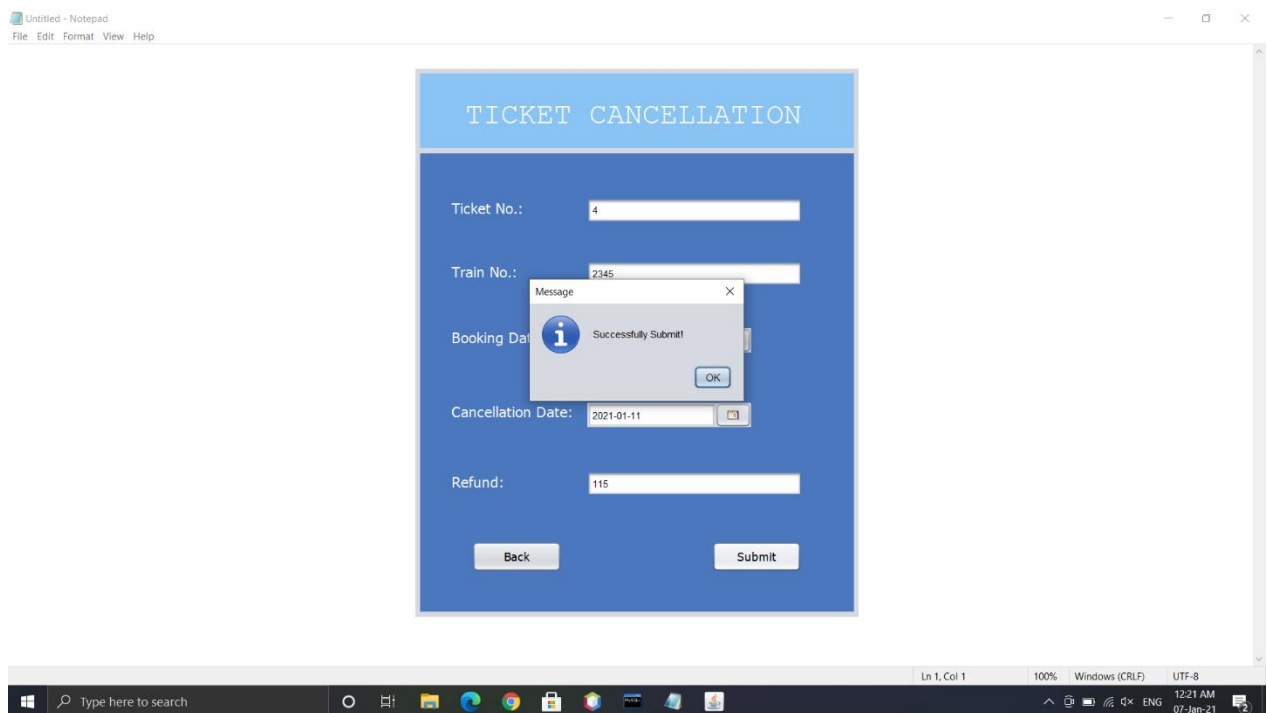 Untitled - Notepad
File Edit Format View Help
TICKET CANCELLATION
Ticket No.: 4
Train No.: 2345
Message
Successfully Submit!
OK
Booking Dat
Cancellation Date: 2021-01-11
Refund: 115
Back Submit
Ln 1, Col 1 100% Windows (CRLF) UTF-8
Type here to search
ENG
12:21 AM
07-Jan-21
2